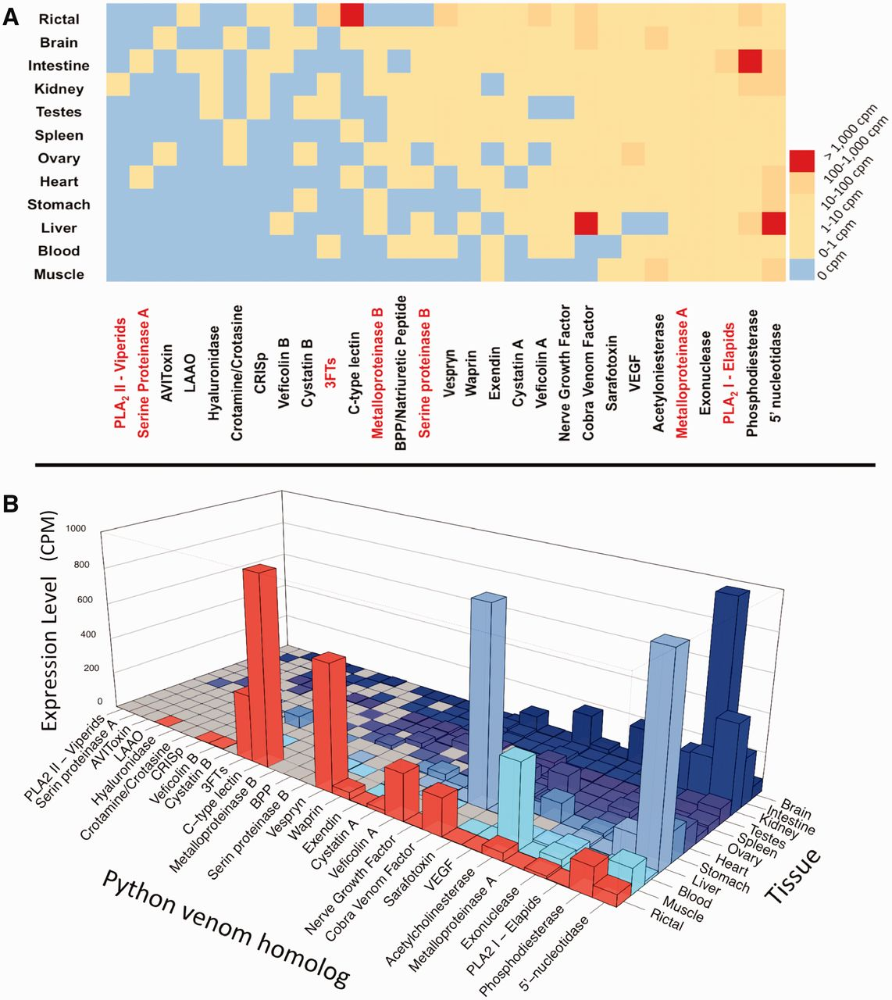 A
Rictal
Brain
Intestine
Kidney
Testes
Spleen
Ovary
Heart
Stomach
Liver
Blood
Muscle
> 1,000 cpm
100-1,000 cpm
10-100 cpm
1-10 cpm
0-1 cpm
0 cpm
PLA2 II - Viperids
Serine Proteinase A
AVIToxin
LAAO
Hyaluronidase
Crotamine/Crotasine
CRISp
Veficolin B
Cystatin B
3FTs
C-type lectin
Metalloproteinase B
BPP/Natriuretic Peptide
Serine proteinase B
Vespryn
Waprin
Exendin
Cystatin A
Veficolin A
Nerve Growth Factor
Cobra Venom Factor
Sarafotoxin
VEGF
Acetyloniesterase
Metalloproteinase A
Exonuclease
PLA2 I - Elapids
Phosphodiesterase
5' nucleotidase
B
Expression Level (CPM)
1000
800
600
400
200
0
PLA2 II – Viperids
Serin proteinase A
AVIToxin
LAAO
Hyaluronidase
Crotamine/Crotasine
CRISp
Veficolin B
Cystatin B
3FTs
C–type lectin
Metalloproteinase B
BPP
Serin proteinase B
Vespryn
Waprin
Exendin
Cystatin A
Veficolin A
Nerve Growth Factor
Cobra Venom Factor
Sarafotoxin
VEGF
Acetylcholinesterase
Metalloproteinase A
Exonuclease
PLA2 I – Elapids
Phosphodiesterase
5'–nucleotidase
Python venom homolog
Brain
Intestine
Kidney
Testes
Spleen
Ovary
Heart
Stomach
Liver
Blood
Muscle
Rictal
Tissue